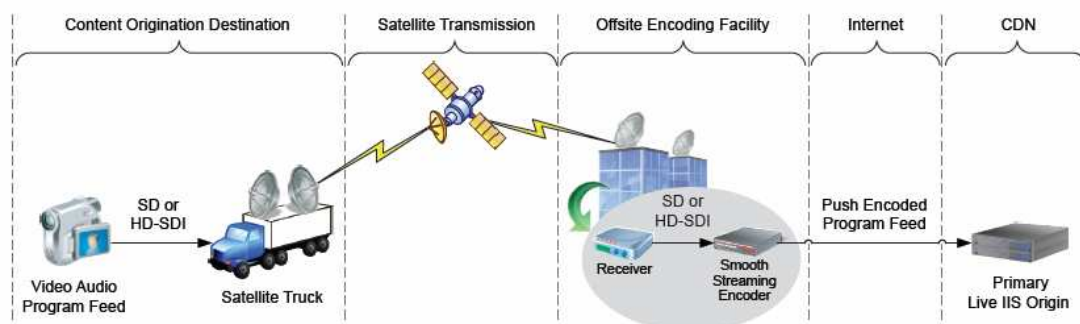 Content Origination Destination
Satellite Transmission
Offsite Encoding Facility
Internet
CDN
SD or
HD-SDI
Video Audio
Program Feed
Satellite Truck
SD or
HD-SDI
Receiver
Smooth
Streaming
Encoder
Push Encoded
Program Feed
Primary
Live IIS Origin